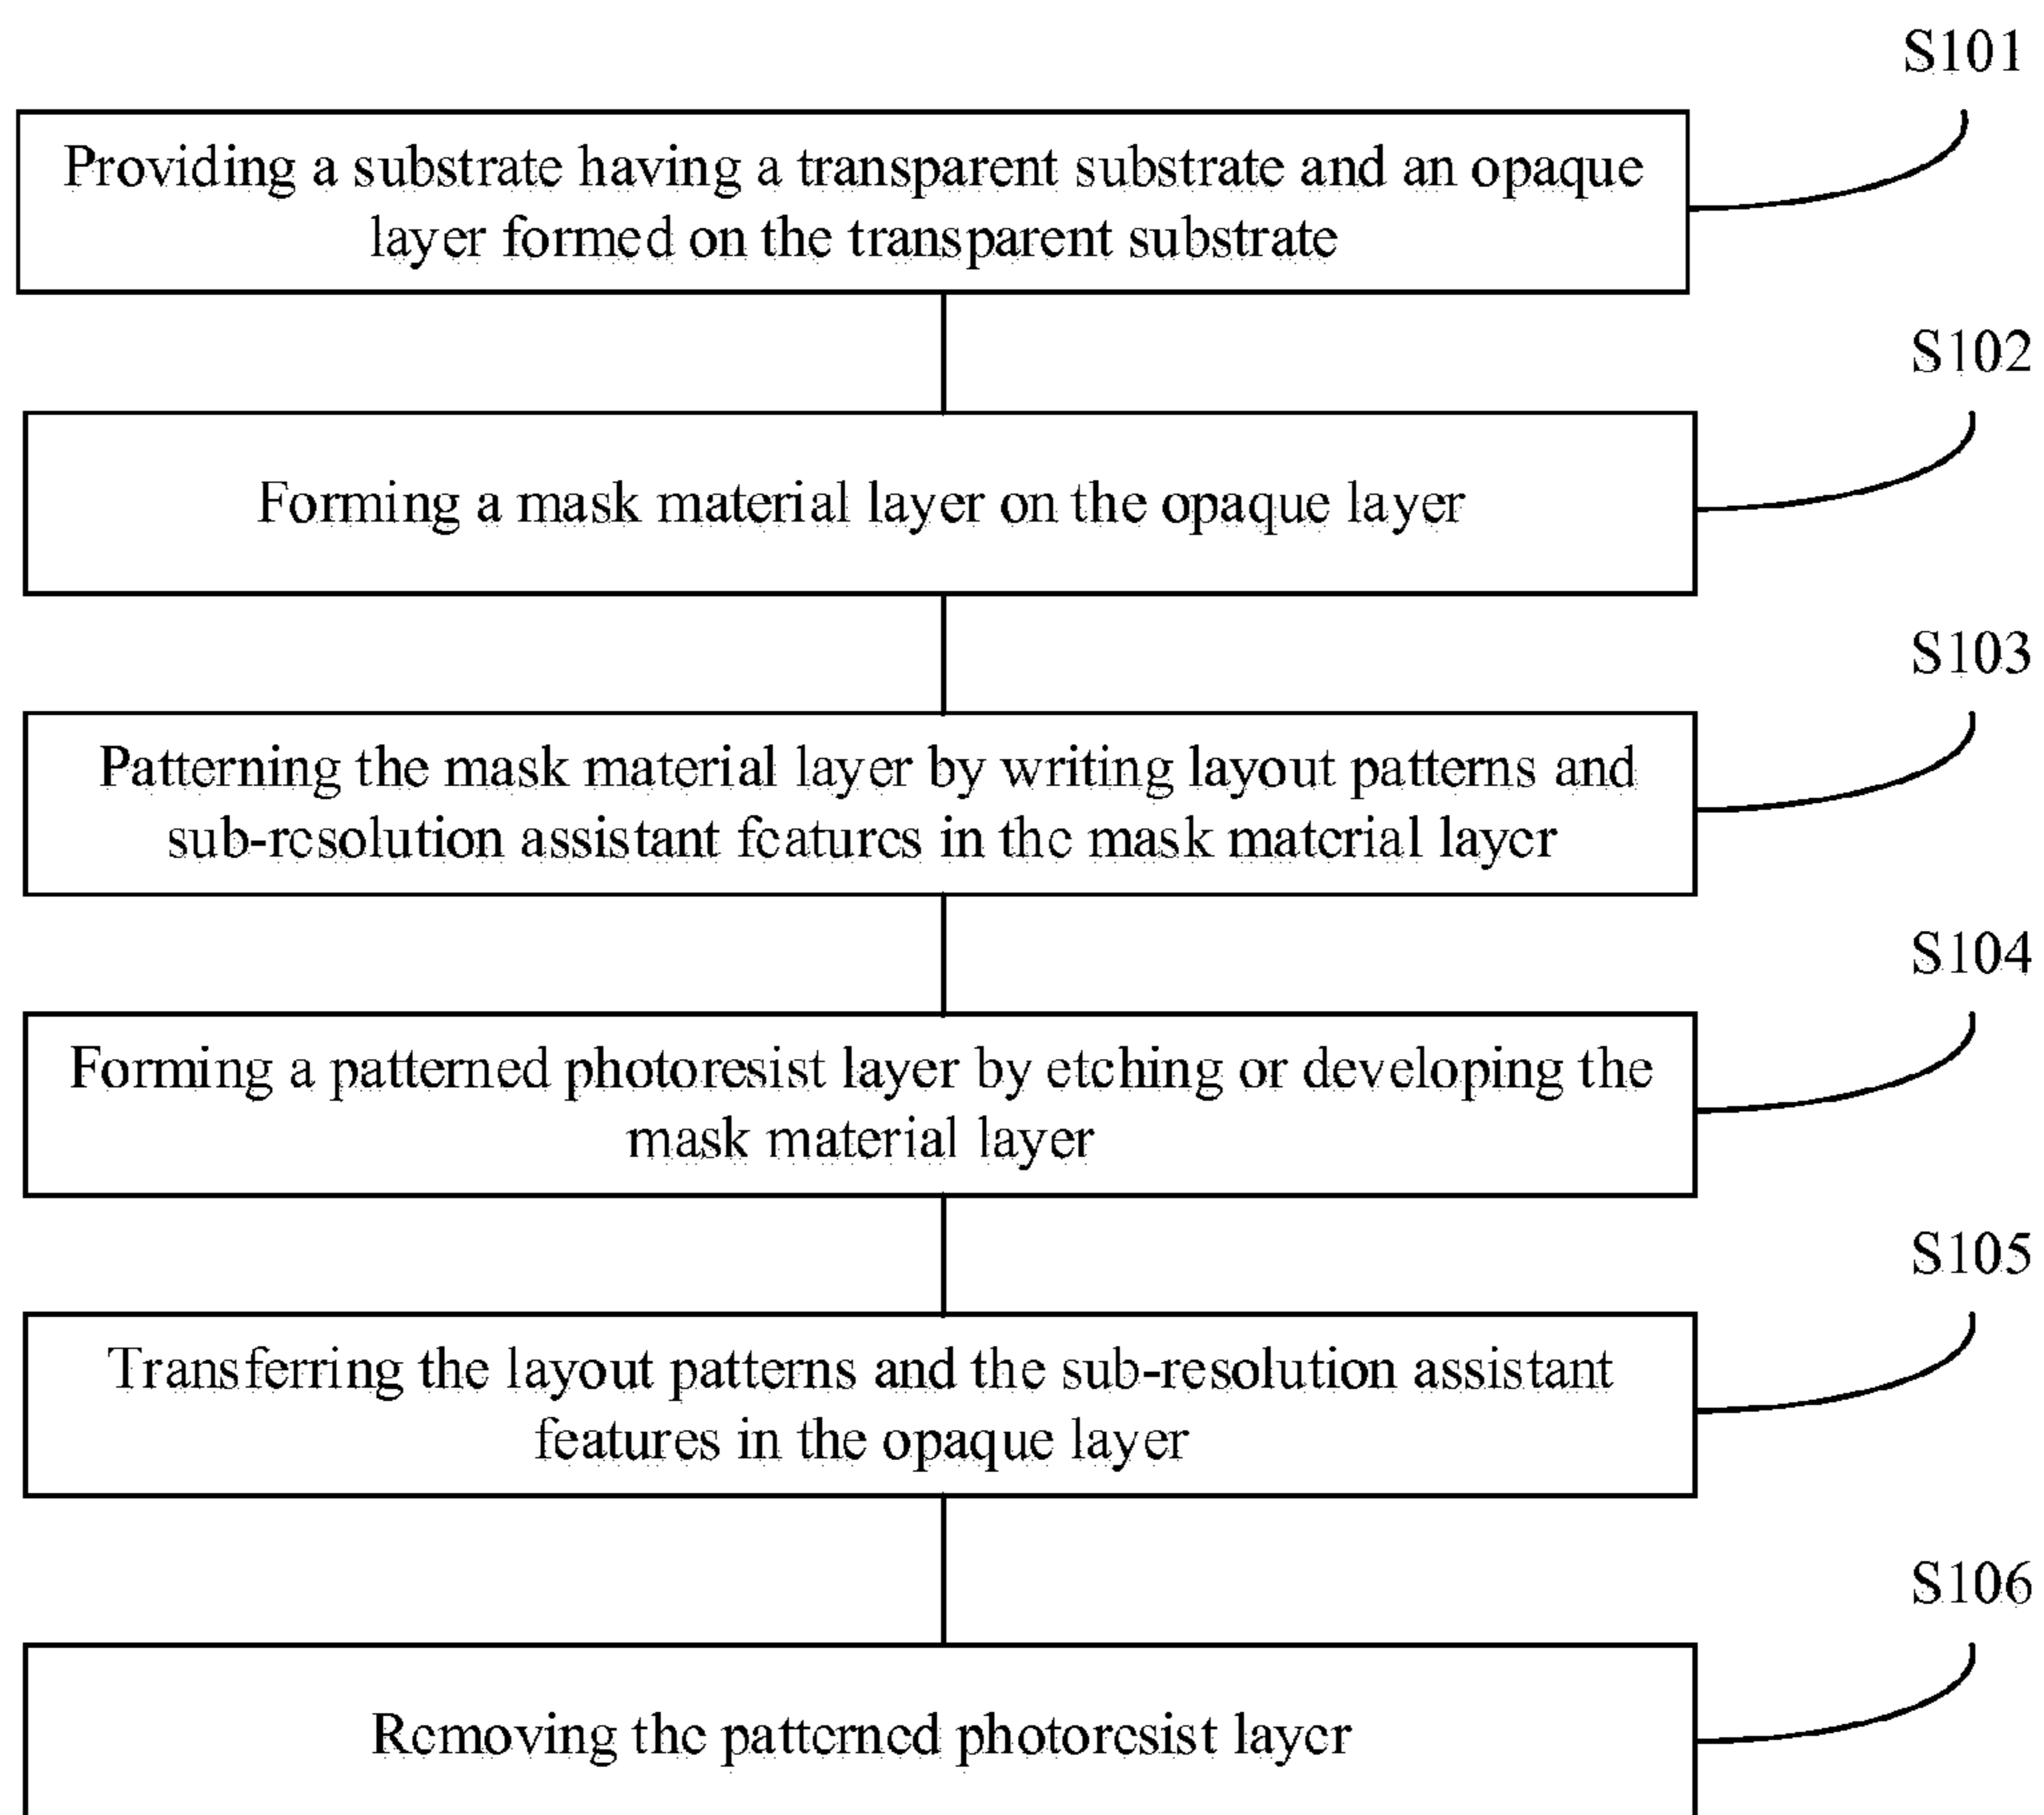 S101
Providing a substrate having a transparent substrate and an opaque
layer formed on the transparent substrate
S102
Forming a mask material layer on the opaque layer
S103
Patterning the mask material layer by writing layout patterns and
sub-resolution assistant features in the mask material layer
S104
Forming a patterned photoresist layer by etching or developing the
mask material layer
S105
Transferring the layout patterns and the sub-resolution assistant
features in the opaque layer
S106
Removing the patterned photoresist layer